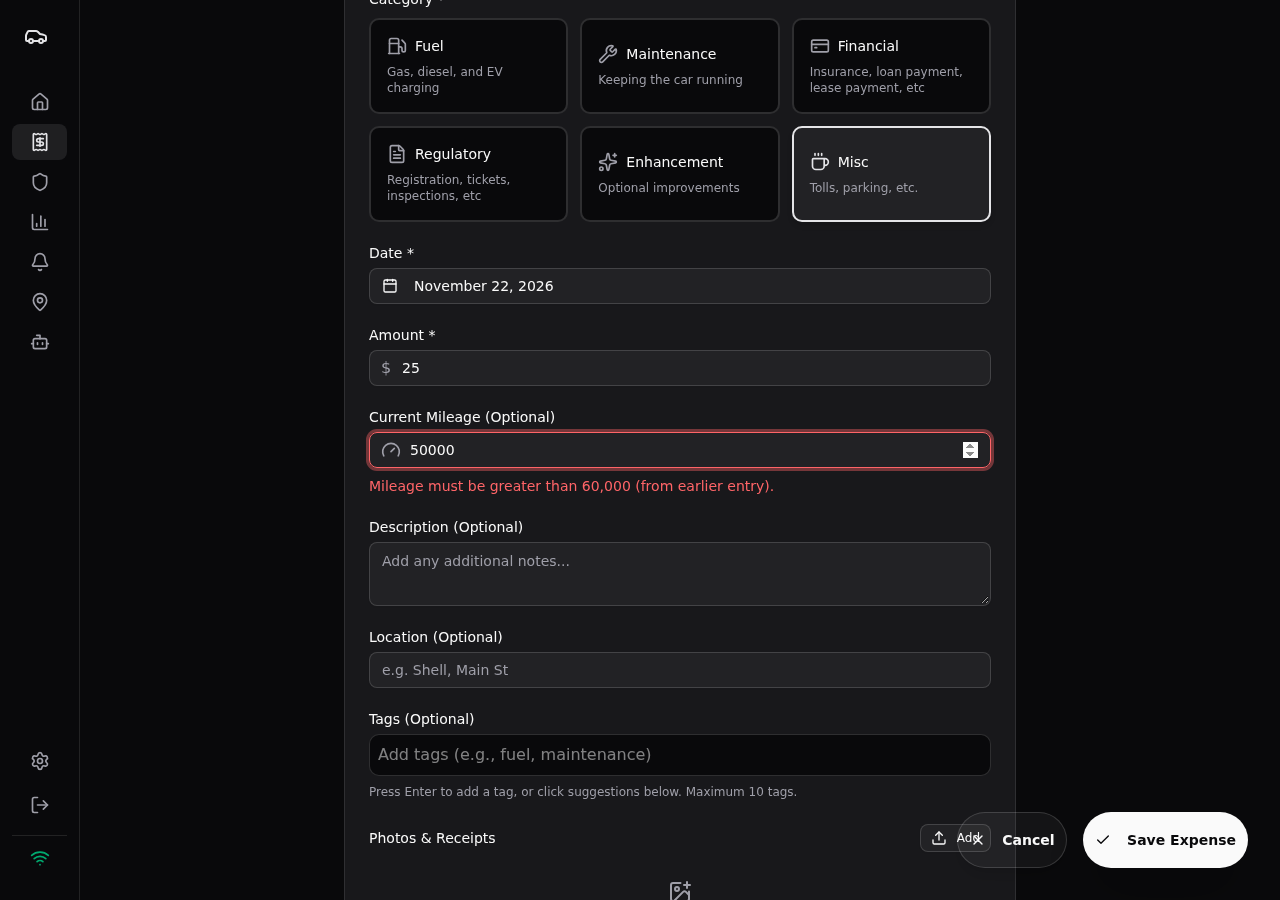 Category *
Fuel
Gas, diesel, and EV
charging
Maintenance
Keeping the car running
Financial
Insurance, loan payment,
lease payment, etc
Regulatory
Registration, tickets,
inspections, etc
Enhancement
Optional improvements
Misc
Tolls, parking, etc.
Date *
November 22, 2026
Amount *
$ 25
Current Mileage (Optional)
50000
Mileage must be greater than 60,000 (from earlier entry).
Description (Optional)
Add any additional notes...
Location (Optional)
e.g. Shell, Main St
Tags (Optional)
Add tags (e.g., fuel, maintenance)
Press Enter to add a tag, or click suggestions below. Maximum 10 tags.
Photos & Receipts
Add
Cancel
Save Expense